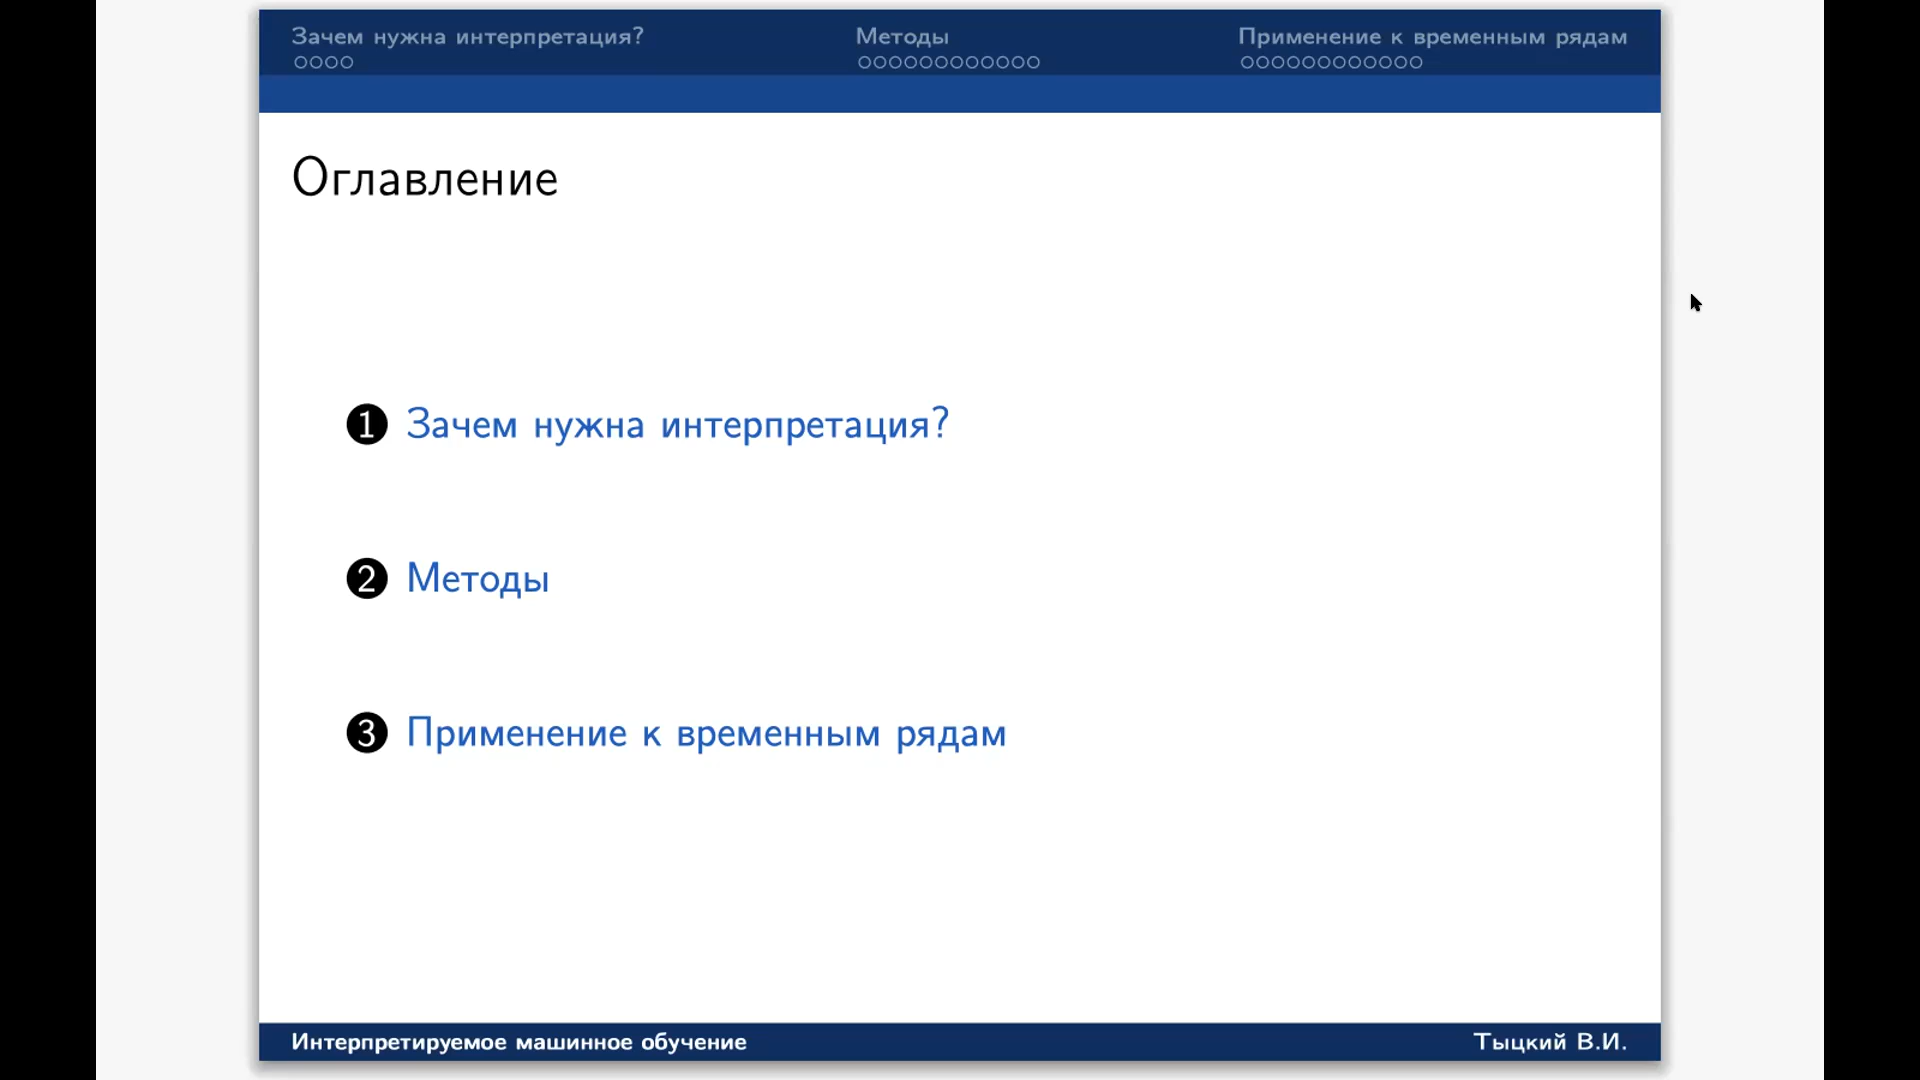 Зачем нужна интерпретация? Методы Применение к временным рядам
Оглавление
1 Зачем нужна интерпретация?
2 Методы
3 Применение к временным рядам
Интерпретируемое машинное обучение Тыцкий В.И.